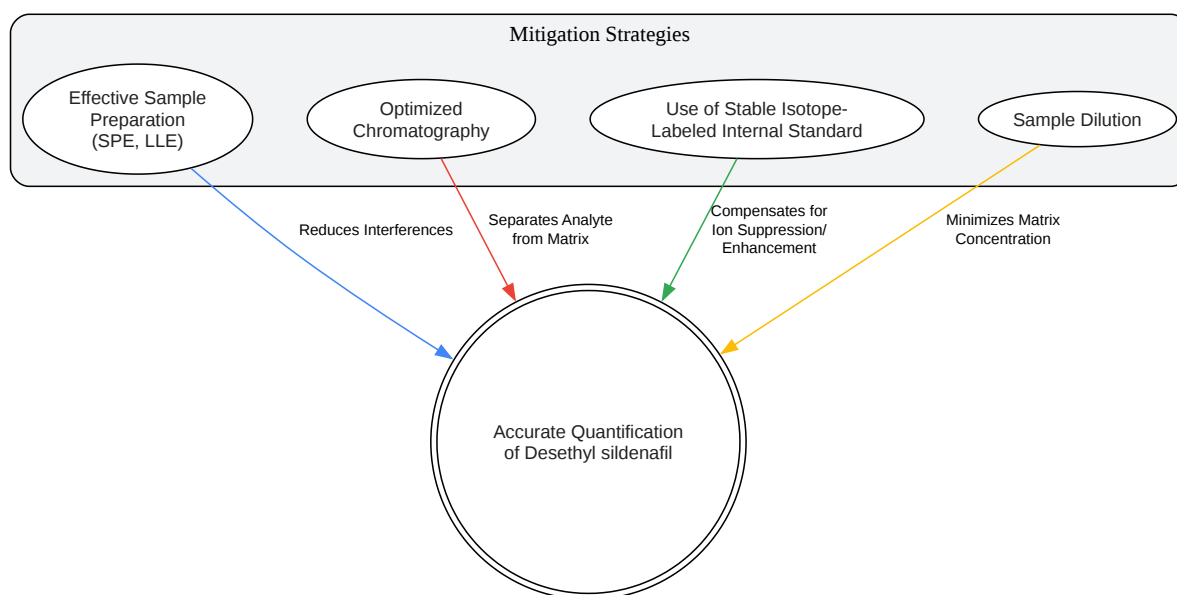 Mitigation Strategies
Effective Sample
Preparation
(SPE, LLE)
Optimized
Chromatography
Use of Stable Isotope-
Labeled Internal Standard
Sample Dilution
Reduces Interferences
Separates Analyte
from Matrix
Compensates for
Ion Suppression/
Enhancement
Minimizes Matrix
Concentration
Accurate Quantification
of Desethyl sildenafil